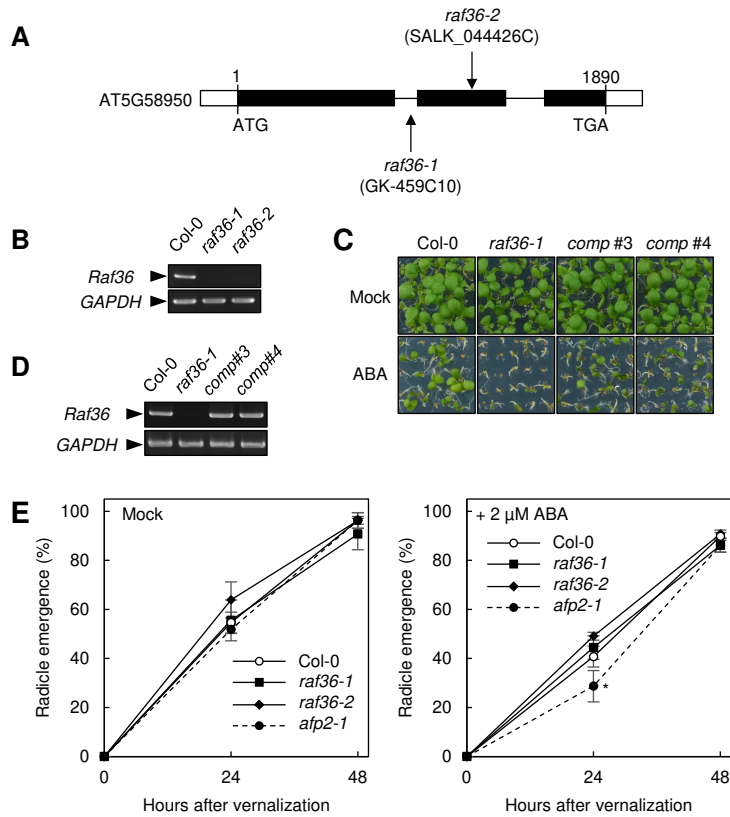 A
raf36-2
(SALK_044426C)
1
1890
AT5G58950
ATG
TGA
raf36-1
(GK-459C10)
B
Col-0
raf36-1
raf36-2
Raf36
GAPDH
C
Col-0
raf36-1
comp #3
comp #4
Mock
ABA
D
Col-0
raf36-1
comp#3
comp#4
Raf36
GAPDH
E
Mock
Radicle emergence (%)
100
80
60
40
20
0
Col-0
raf36-1
raf36-2
afp2-1
0
24
48
Hours after vernalization
+ 2 µM ABA
Radicle emergence (%)
100
80
60
40
20
0
Col-0
raf36-1
raf36-2
afp2-1
*
0
24
48
Hours after vernalization